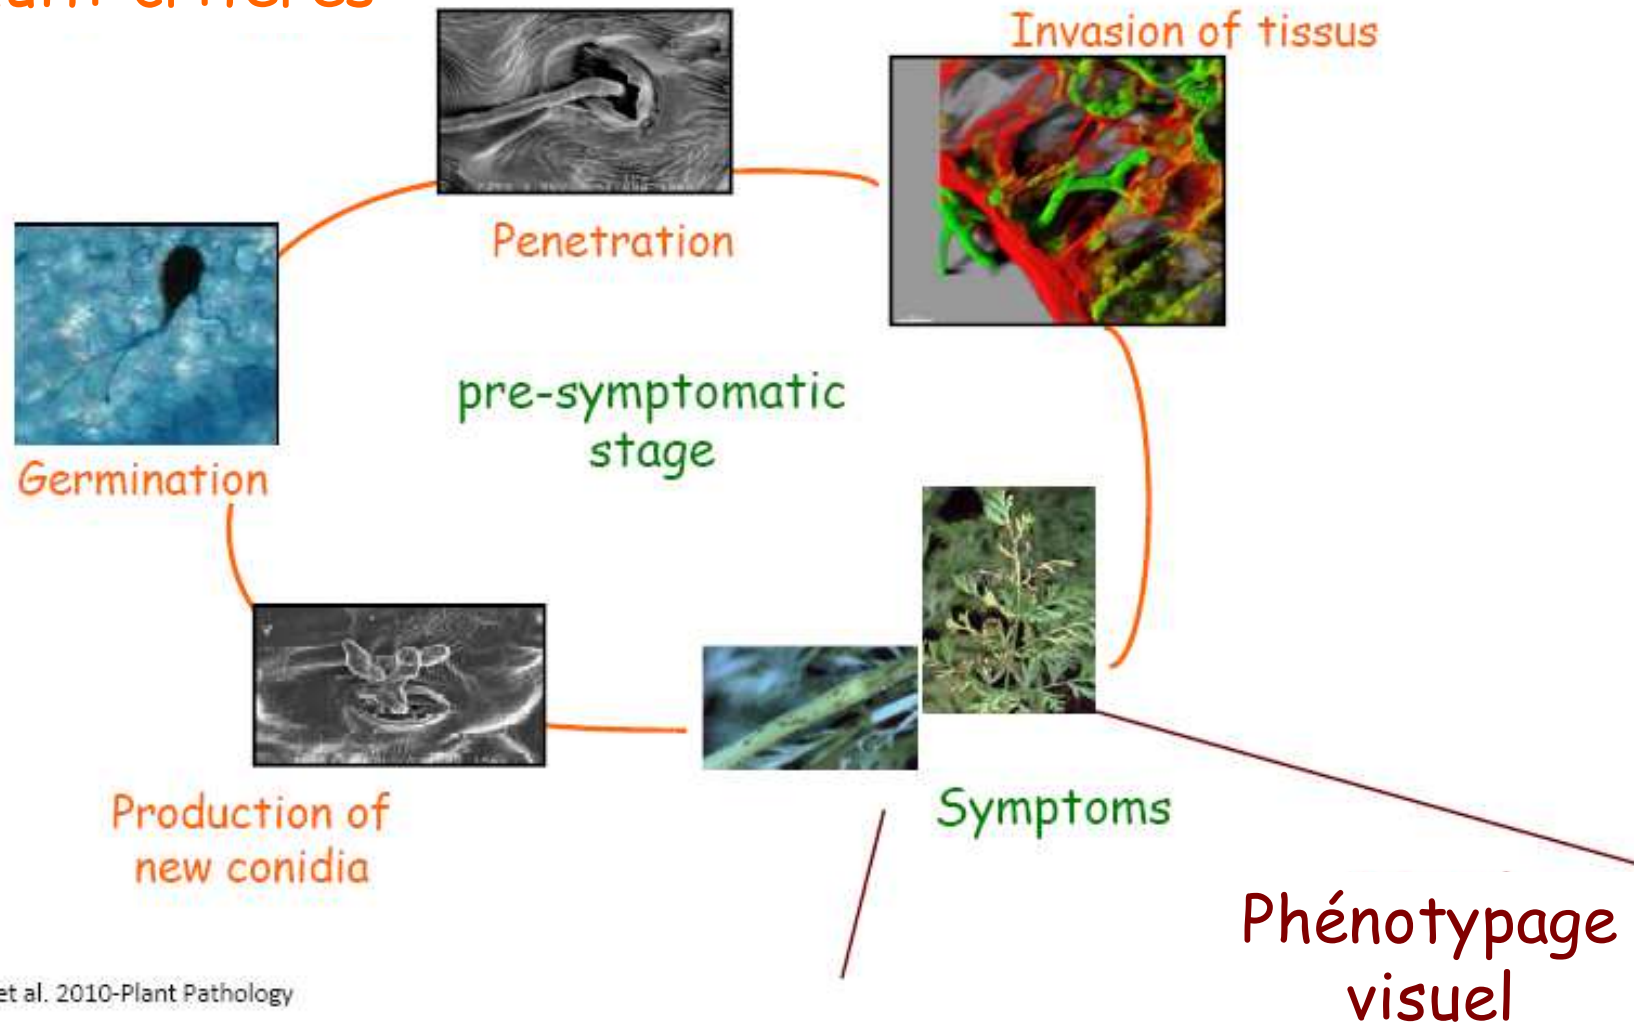 critères
Invasion of tissus
Penetration
pre-symptomatic
stage
Germination
Symptoms
Production of
new conidia
Phénotypage
visuel
et al. 2010-Plant Pathology